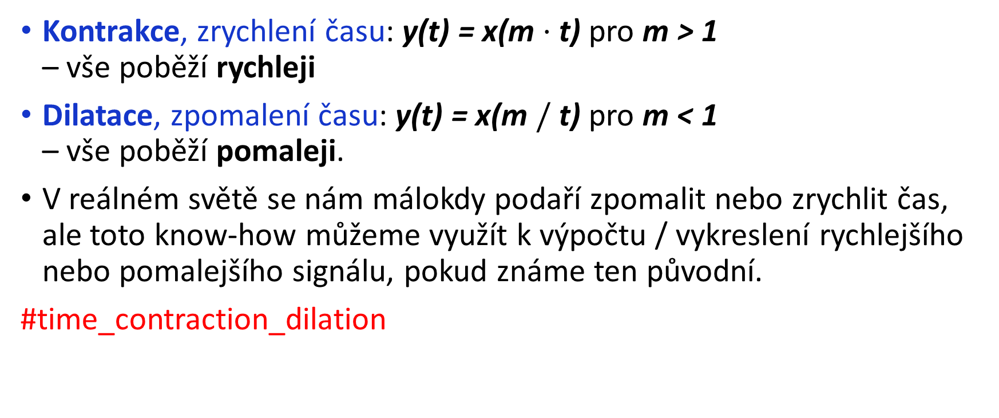 • Kontrakce, zrychlení času: y(t) = x(m · t) pro m > 1
– vše poběží rychleji
• Dilatace, zpomalení času: y(t) = x(m / t) pro m < 1
– vše poběží pomaleji.
• V reálném světě se nám málokdy podaří zpomalit nebo zrychlit čas,
ale toto know-how můžeme využít k výpočtu / vykreslení rychlejšího
nebo pomalejšího signálu, pokud známe ten původní.
#time_contraction_dilation